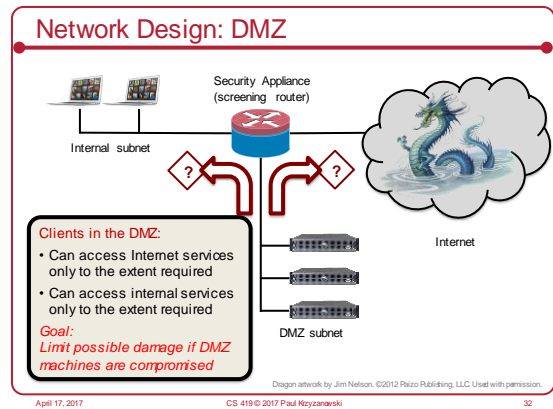 Network Design: DMZ
Security Appliance
(screening router)
Internal subnet
?
?
Internet
Clients in the DMZ:
• Can access Internet services
only to the extent required
• Can access internal services
only to the extent required
Goal:
Limit possible damage if DMZ
machines are compromised
DMZ subnet
Dragon artwork by Jim Nelson. ©2012 Paizo Publishing, LLC Used with permission.
April 17, 2017
CS 419 © 2017 Paul Krzyzanowski
32